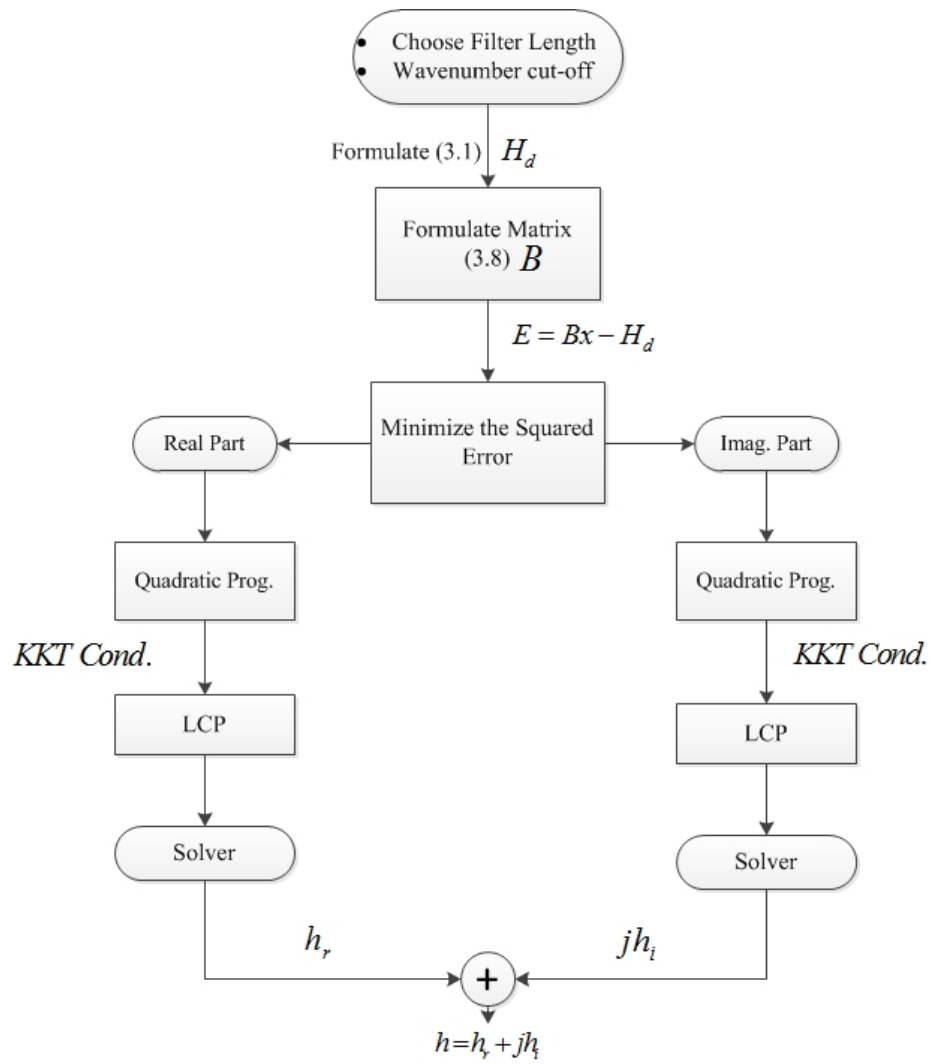 • Choose Filter Length
• Wavenumber cut-off
Formulate (3.1) H_d
Formulate Matrix
(3.8) B
E = Bx − H_d
Minimize the Squared
Error
Real Part
Imag. Part
Quadratic Prog.
Quadratic Prog.
KKT Cond.
KKT Cond.
LCP
LCP
Solver
Solver
h_r
jh_i
+
h=h_r + jh_i